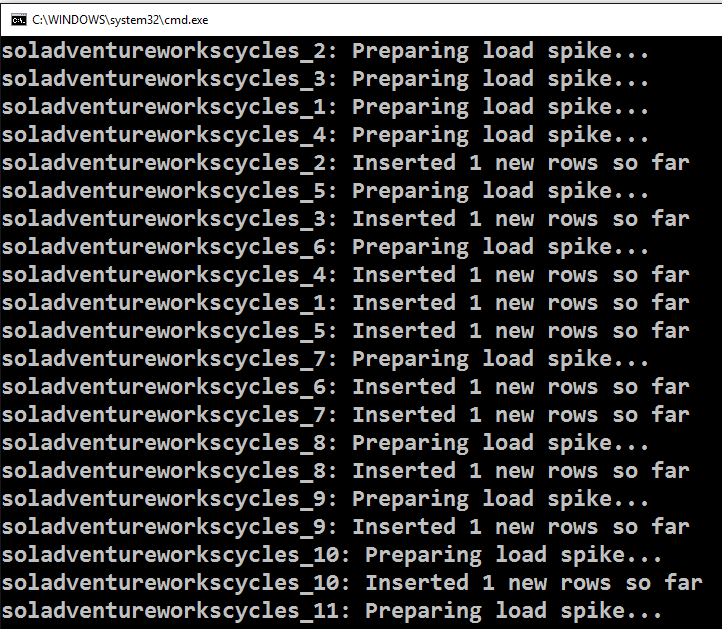 C:\WINDOWS\system32\cmd.exe
soladventureworkscycles_2: Preparing load spike...
soladventureworkscycles_3: Preparing load spike...
soladventureworkscycles_1: Preparing load spike...
soladventureworkscycles_4: Preparing load spike...
soladventureworkscycles_2: Inserted 1 new rows so far
soladventureworkscycles_5: Preparing load spike...
soladventureworkscycles_3: Inserted 1 new rows so far
soladventureworkscycles_6: Preparing load spike...
soladventureworkscycles_4: Inserted 1 new rows so far
soladventureworkscycles_1: Inserted 1 new rows so far
soladventureworkscycles_5: Inserted 1 new rows so far
soladventureworkscycles_7: Preparing load spike...
soladventureworkscycles_6: Inserted 1 new rows so far
soladventureworkscycles_7: Inserted 1 new rows so far
soladventureworkscycles_8: Preparing load spike...
soladventureworkscycles_8: Inserted 1 new rows so far
soladventureworkscycles_9: Preparing load spike...
soladventureworkscycles_9: Inserted 1 new rows so far
soladventureworkscycles_10: Preparing load spike...
soladventureworkscycles_10: Inserted 1 new rows so far
soladventureworkscycles_11: Preparing load spike...